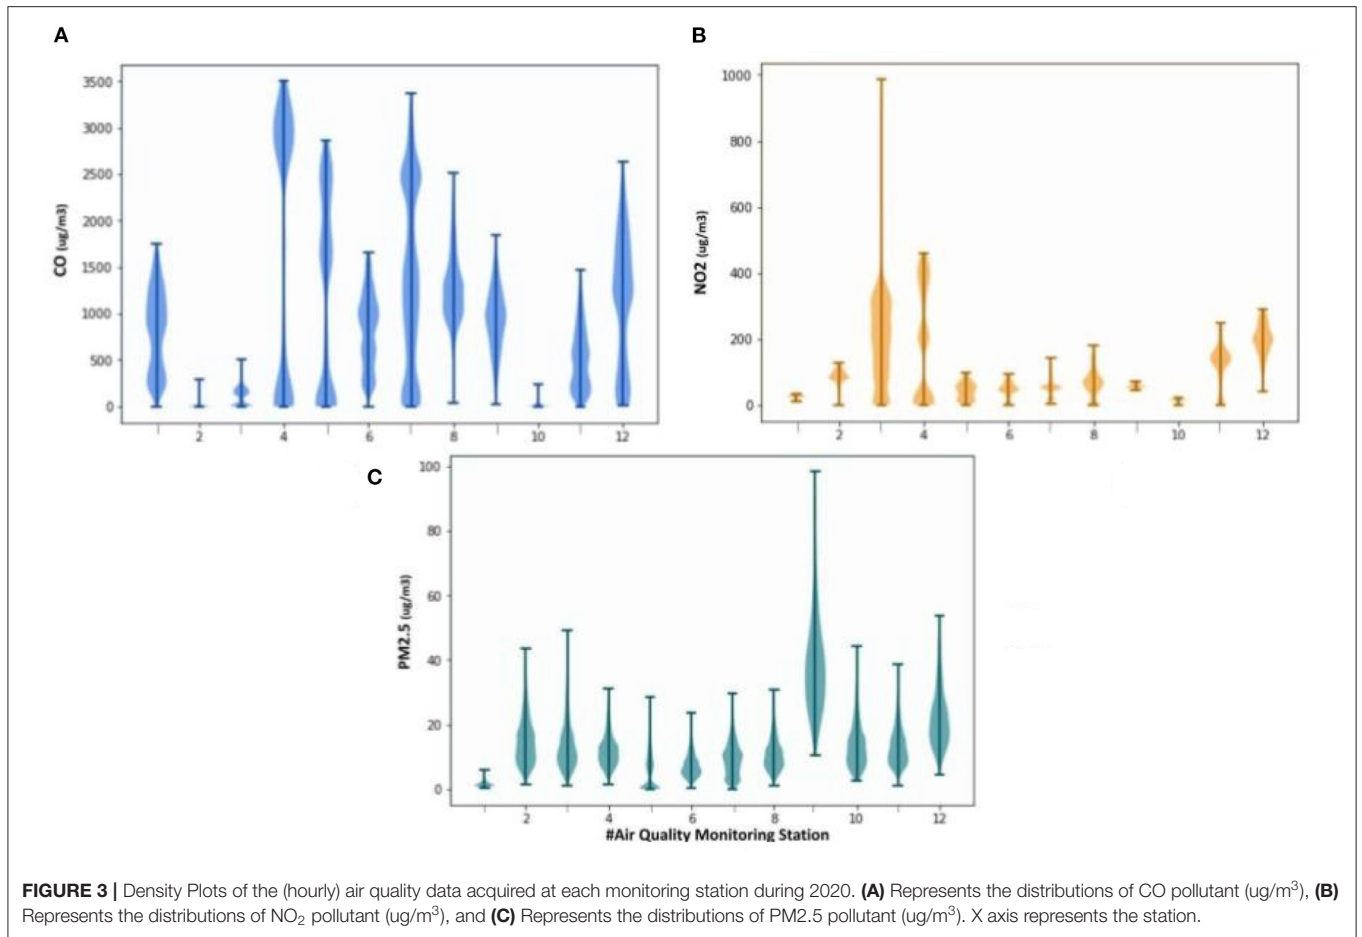 A
3500
3000
2500
2000
1500
1000
500
0
CO (ug/m3)
2 4 6 8 10 12
B
1000
800
600
400
200
0
NO2 (ug/m3)
2 4 6 8 10 12
C
100
80
60
40
20
0
PM2.5 (ug/m3)
2 4 6 8 10 12
#Air Quality Monitoring Station
FIGURE 3 | Density Plots of the (hourly) air quality data acquired at each monitoring station during 2020. (A) Represents the distributions of CO pollutant (ug/m³), (B)
Represents the distributions of NO₂ pollutant (ug/m³), and (C) Represents the distributions of PM2.5 pollutant (ug/m³). X axis represents the station.